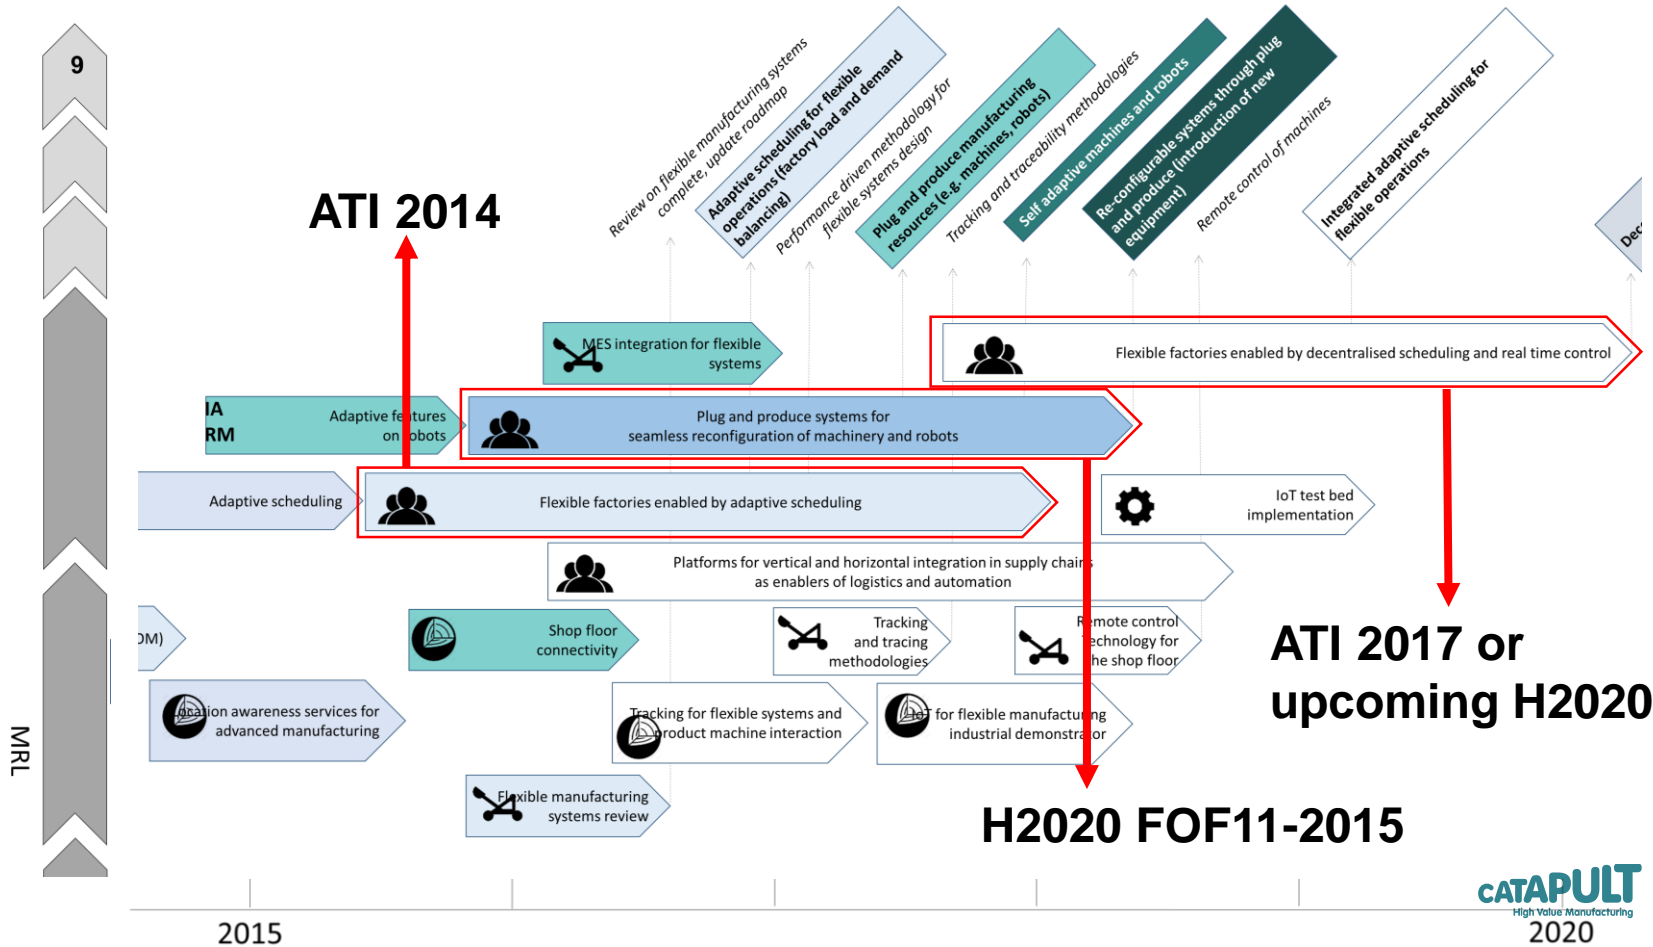 9
Review on flexible manufacturing systems
complete, update roadmap
Adaptive scheduling for flexible
operations (factory load and demand
balancing)
Performance driven methodology for
flexible systems design
Plug and produce manufacturing
resources (e.g. machines, robots)
Tracking and traceability methodologies
Self adaptive machines and robots
Re-configurable systems through plug
and produce (introduction of new
equipment)
Remote control of machines
Integrated adaptive scheduling for
flexible operations
ATI 2014
MES integration for flexible
systems
Flexible factories enabled by decentralised scheduling and real time control
IA
RM
Adaptive features
on robots
Plug and produce systems for
seamless reconfiguration of machinery and robots
Adaptive scheduling
Flexible factories enabled by adaptive scheduling
IoT test bed
implementation
Platforms for vertical and horizontal integration in supply chains
as enablers of logistics and automation
OM)
Shop floor
connectivity
Tracking
and tracing
methodologies
Remote control
technology for
the shop floor
ATI 2017 or
upcoming H2020
Location awareness services for
advanced manufacturing
Tracking for flexible systems and
product machine interaction
IoT for flexible manufacturing
industrial demonstrator
MRL
Flexible manufacturing
systems review
H2020 FOF11-2015
CATAPULT
High Value Manufacturing
2015
2020